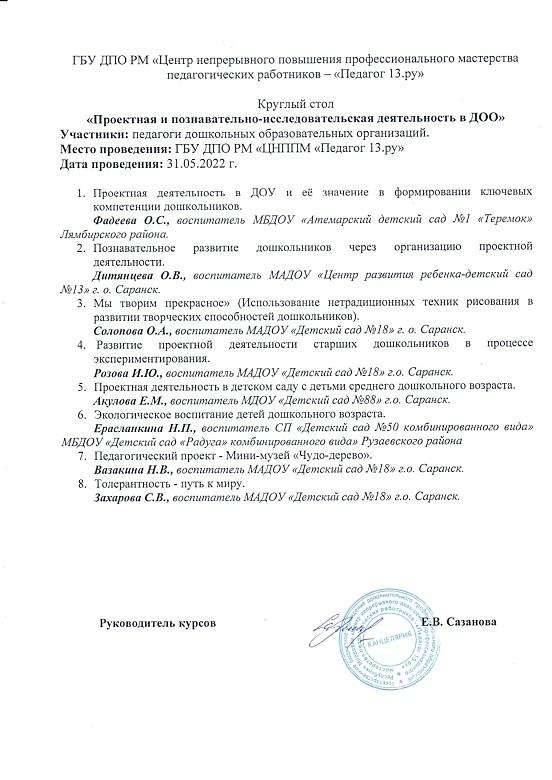 ГБУ ДПО РМ «Центр непрерывного повышения профессионального мастерства
педагогических работников – «Педагог 13.ру»
Круглый стол
«Проектная и познавательно-исследовательская деятельность в ДОО»
Участники: педагоги дошкольных образовательных организаций.
Место проведения: ГБУ ДПО РМ «ЦНППМ «Педагог 13.ру»
Дата проведения: 31.05.2022 г.
1. Проектная деятельность в ДОУ и её значение в формировании ключевых
компетенции дошкольников.
Фадеева О.С., воспитатель МБДОУ «Атемарский детский сад №1 «Теремок»
Лямбирского района.
2. Познавательное развитие дошкольников через организацию проектной
деятельности.
Дитянцева О.В., воспитатель МАДОУ «Центр развития ребенка-детский сад
№13» г. о. Саранск.
3. Мы творим прекрасное» (Использование нетрадиционных техник рисования в
развитии творческих способностей дошкольников).
Солопова О.А., воспитатель МАДОУ «Детский сад №18» г. о. Саранск.
4. Развитие проектной деятельности старших дошкольников в процессе
экспериментирования.
Розова И.Ю., воспитатель МАДОУ «Детский сад №18» г.о. Саранск.
5. Проектная деятельность в детском саду с детьми среднего дошкольного возраста.
Акулова Е.М., воспитатель МДОУ «Детский сад №88» г.о. Саранск.
6. Экологическое воспитание детей дошкольного возраста.
Ерасланкина Н.П., воспитатель СП «Детский сад №50 комбинированного вида»
МБДОУ «Детский сад «Радуга» комбинированного вида» Рузаевского района
7. Педагогический проект - Мини-музей «Чудо-дерево».
Вазакина Н.В., воспитатель МАДОУ «Детский сад №18» г.о. Саранск.
8. Толерантность - путь к миру.
Захарова С.В., воспитатель МАДОУ «Детский сад №18» г.о. Саранск.
Руководитель курсов Е.В. Сазанова
КАНЦЕЛЯРИЯ